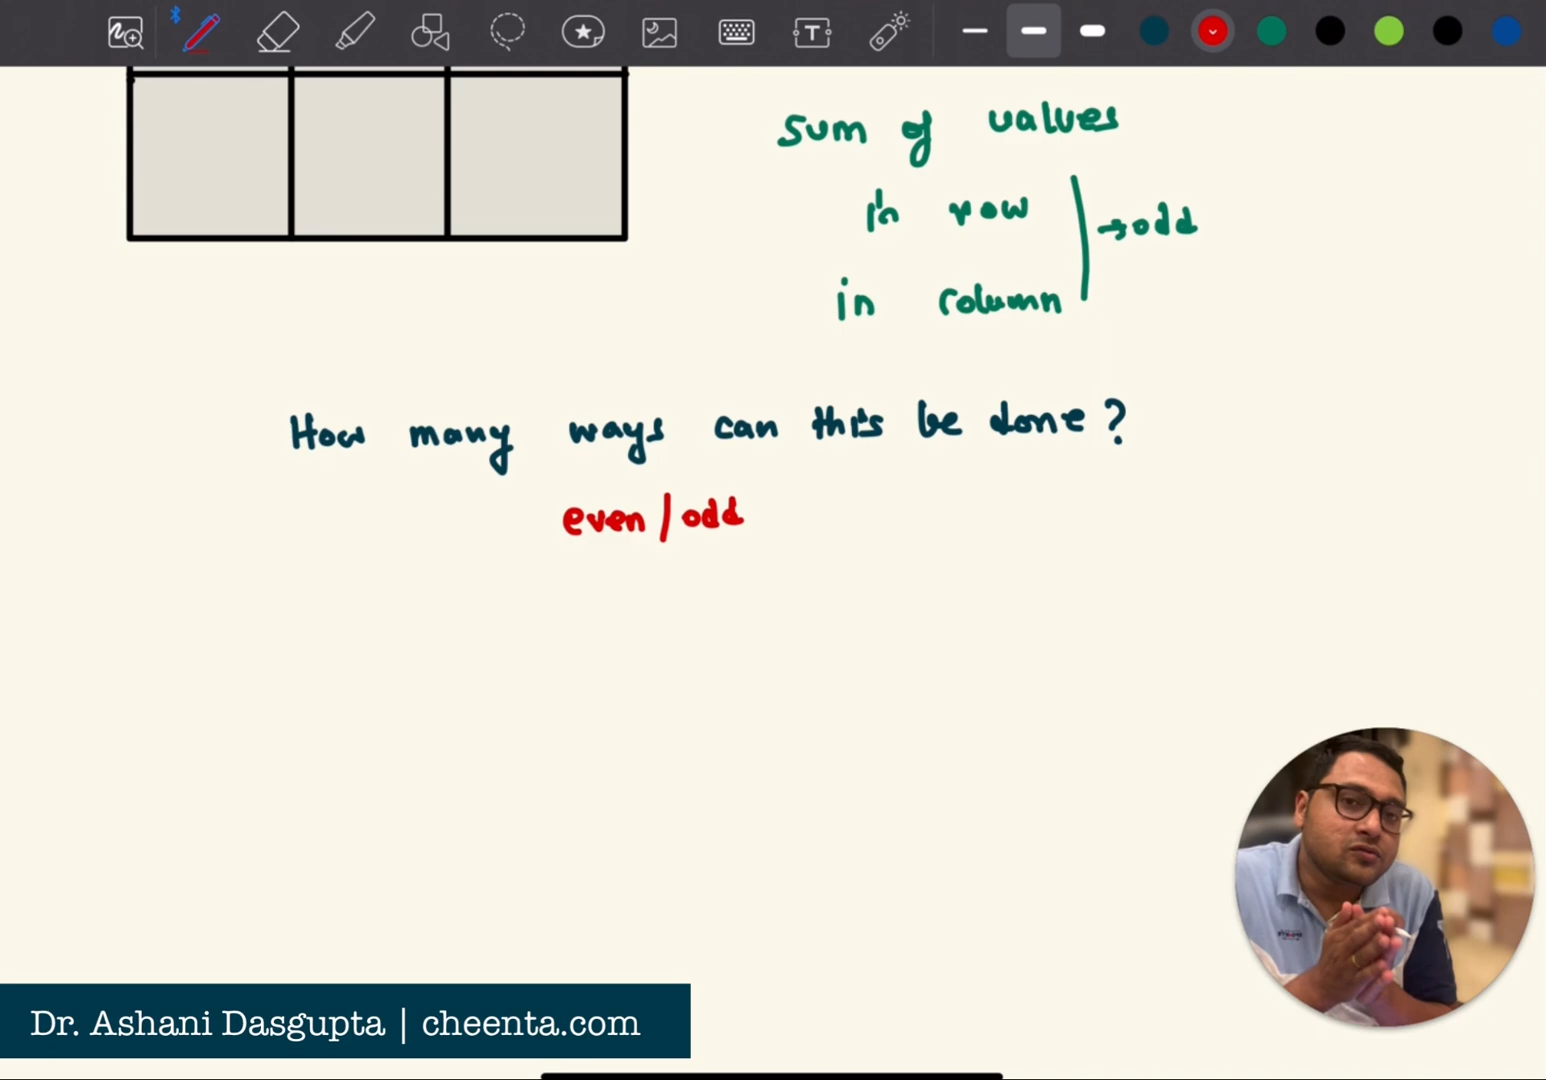 sum of values
in row
→ odd
in column
How many ways can this be done?
even / odd
Dr. Ashani Dasgupta | cheenta.com